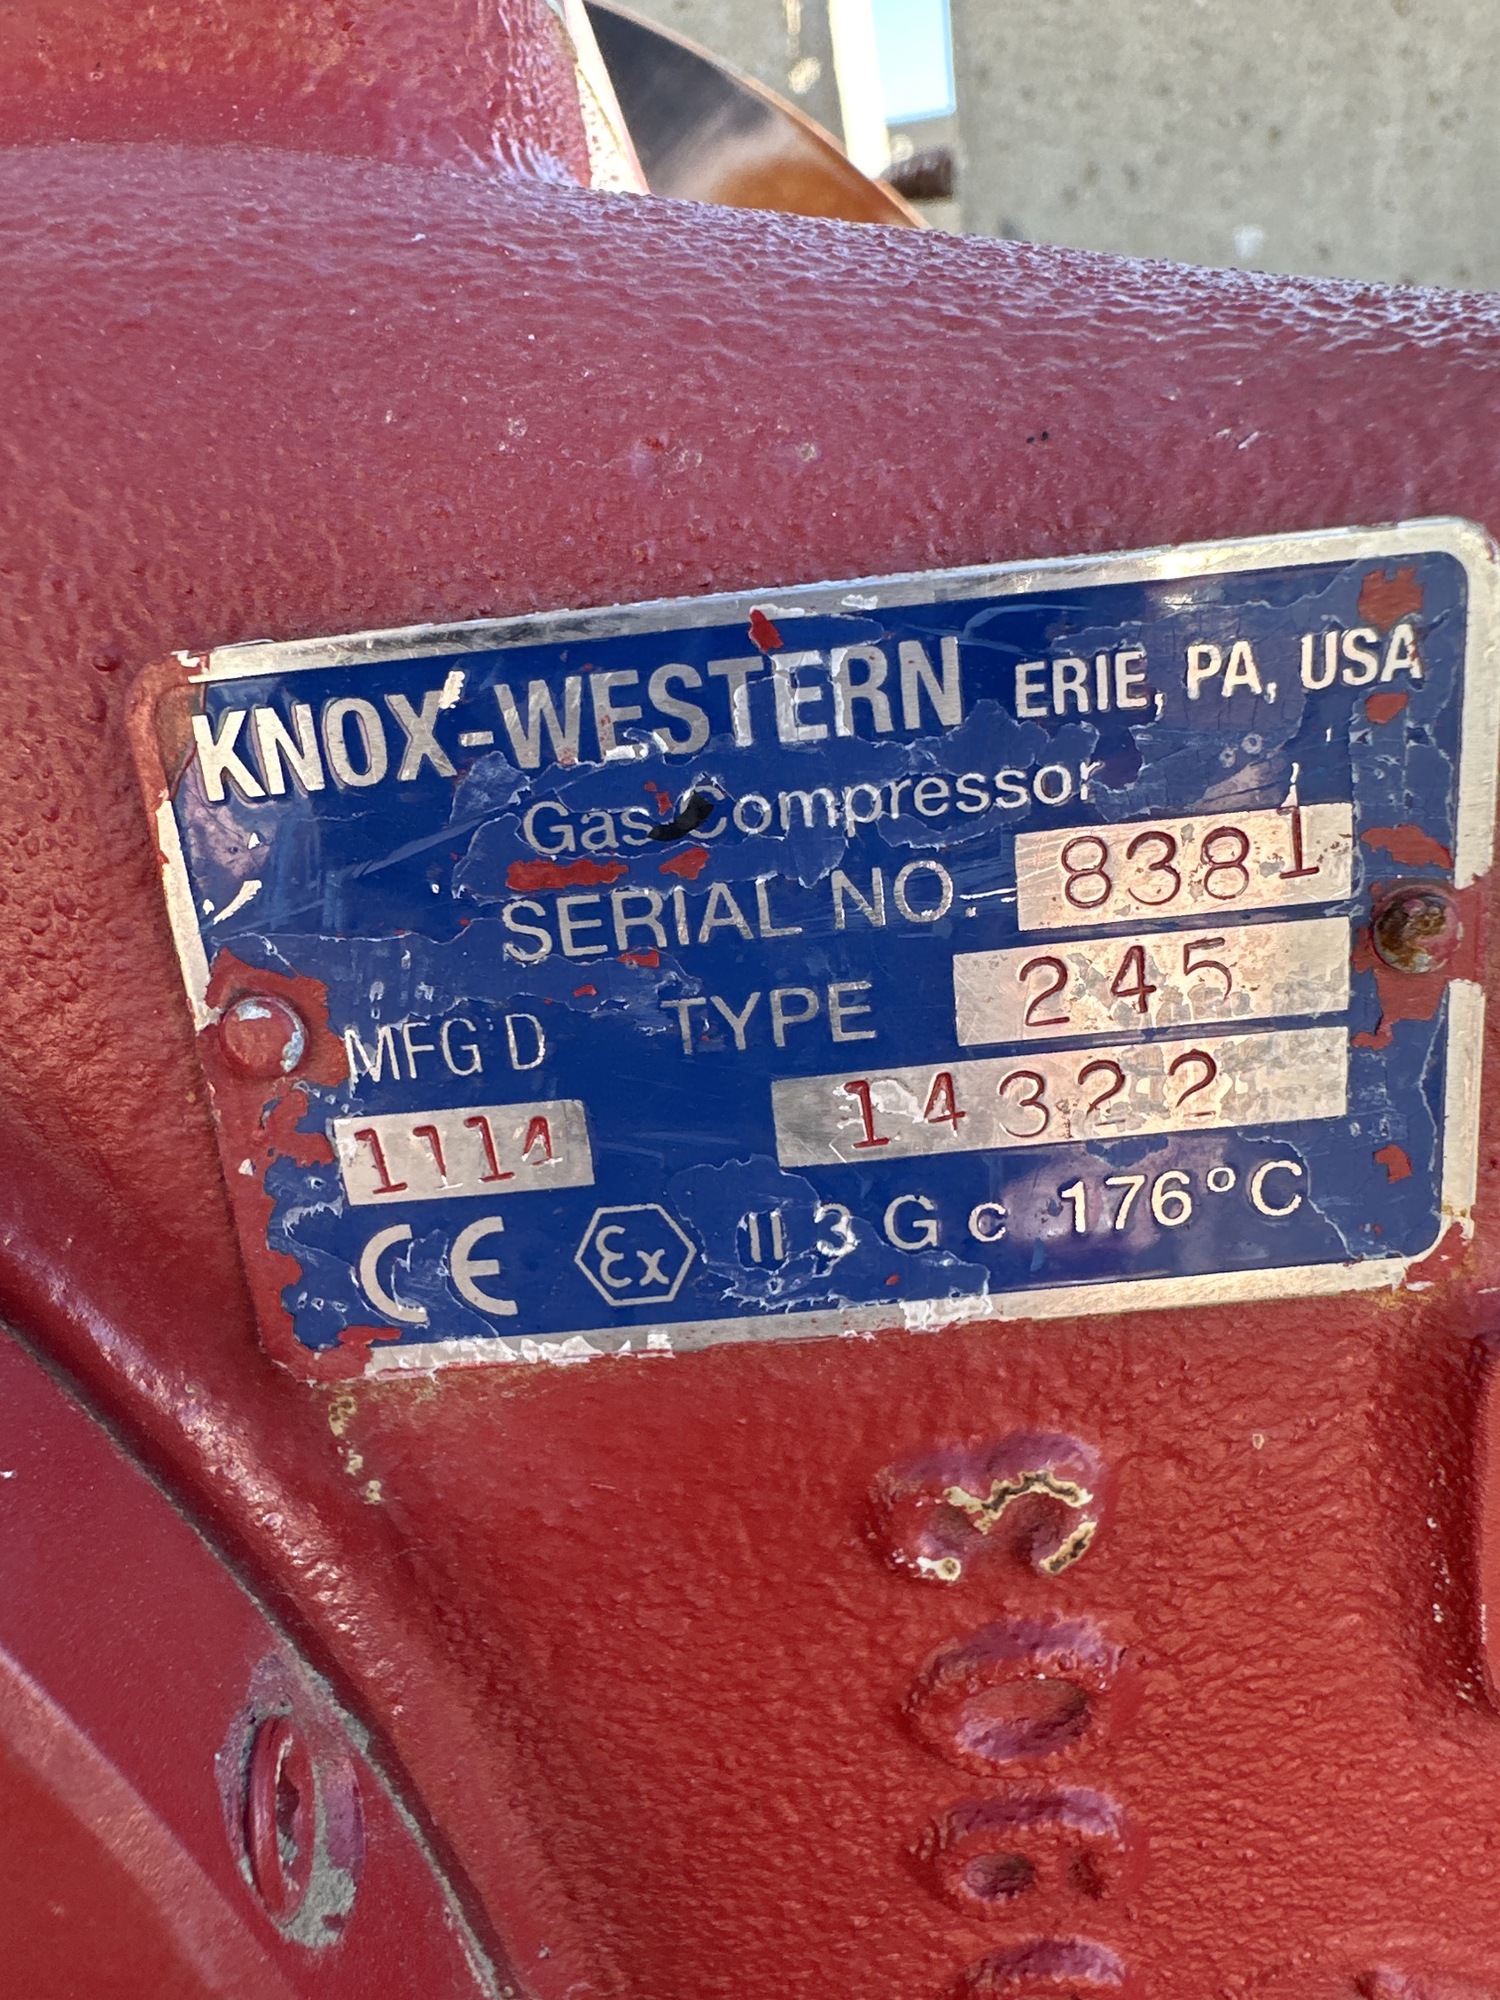 KNOX-WESTERN ERIE, PA, USA
Gas Compressor
SERIAL NO. 8381
TYPE 245
MFG'D
14322
1114
CE Ex II 3 G c 176°C